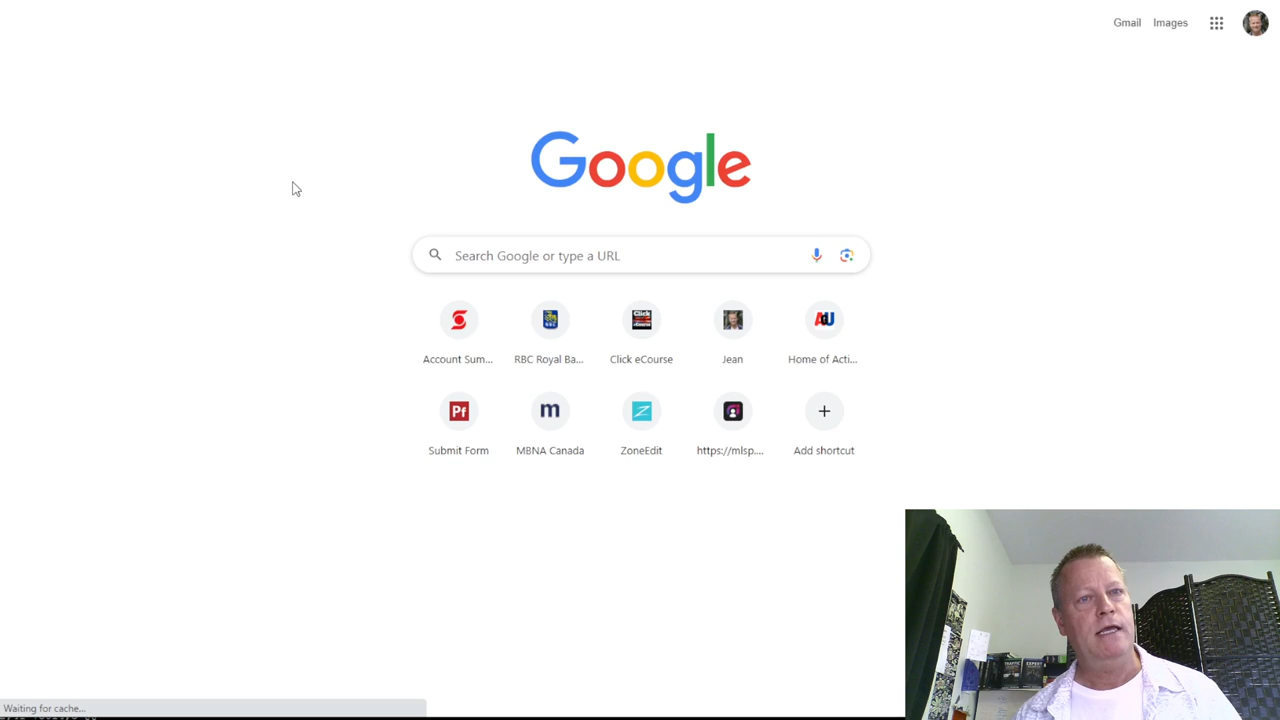 Gmail Images
Google
Search Google or type a URL
Account Sum...
RBC Royal Ba...
Click eCourse
Jean
Home of Acti...
Submit Form
MBNA Canada
ZoneEdit
https://mlsp....
Add shortcut
Waiting for cache...